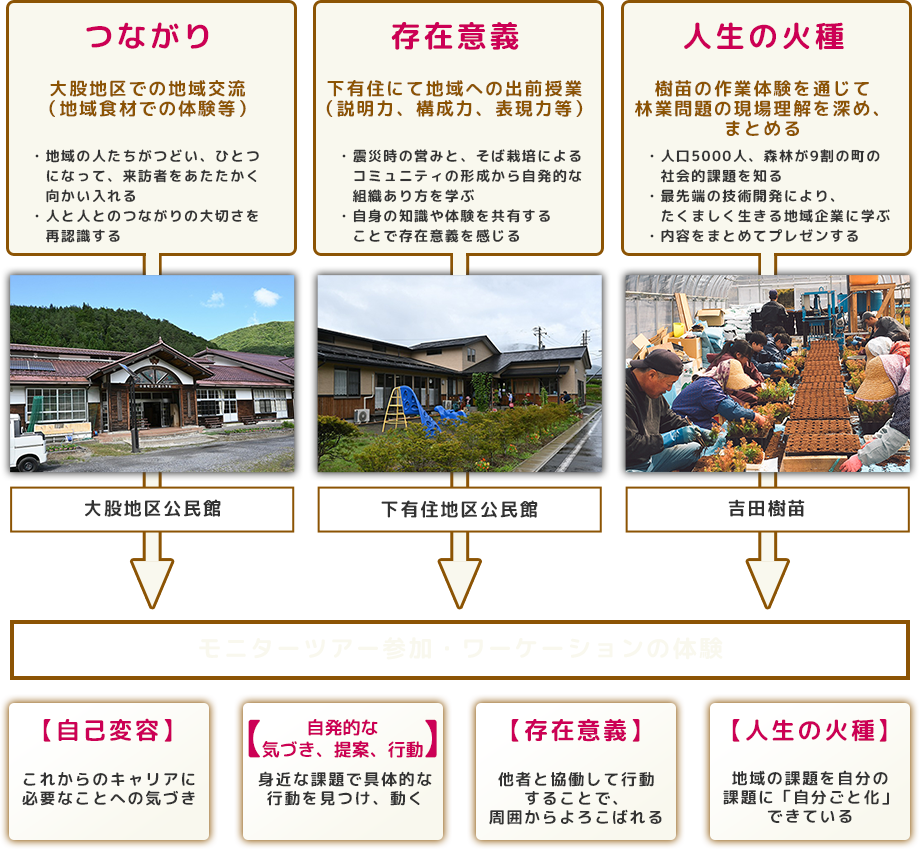 つながり
大股地区での地域交流
（地域食材での体験等）
・地域の人たちがつどい、ひとつ
になって、来訪者をあたたかく
向かい入れる
・人と人とのつながりの大切さを
再認識する
大股地区公民館
存在意義
下有住にて地域への出前授業
（説明力、構成力、表現力等）
・震災時の営みと、そば栽培による
コミュニティの形成から自発的な
組織あり方を学ぶ
・自身の知識や体験を共有する
ことで存在意義を感じる
下有住地区公民館
人生の火種
樹苗の作業体験を通じて
林業問題の現場理解を深め、
まとめる
・人口5000人、森林が9割の町の
社会的課題を知る
・最先端の技術開発により、
たくましく生きる地域企業に学ぶ
・内容をまとめてプレゼンする
吉田樹苗
モニターツアー参加・ワーケーションの体験
【自己変容】
これからのキャリアに
必要なことへの気づき
【自発的な
気づき、提案、行動】
身近な課題で具体的な
行動を見つけ、動く
【存在意義】
他者と協働して行動
することで、
周囲からよろこばれる
【人生の火種】
地域の課題を自分の
課題に「自分ごと化」
できている